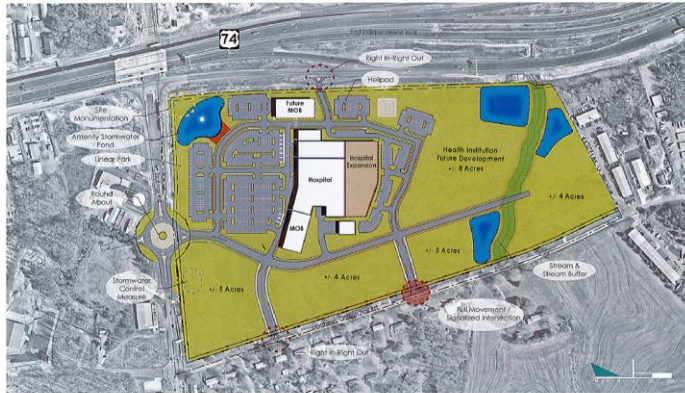 74
Right In-Right Out
Helipad
Future
MOB
Site
Monumentation
Amenity Stormwater
Pond
Linear Park
Round
About
Hospital
Expansion
Hospital
Health Institution
Future Development
+/- 8 Acres
+/- 4 Acres
MOB
+/- 3 Acres
+/- 4 Acres
+/- 5 Acres
Stormwater
Control
Measure
Stream &
Stream Buffer
Full Movement /
Signalized Intersection
Right In-Right Out